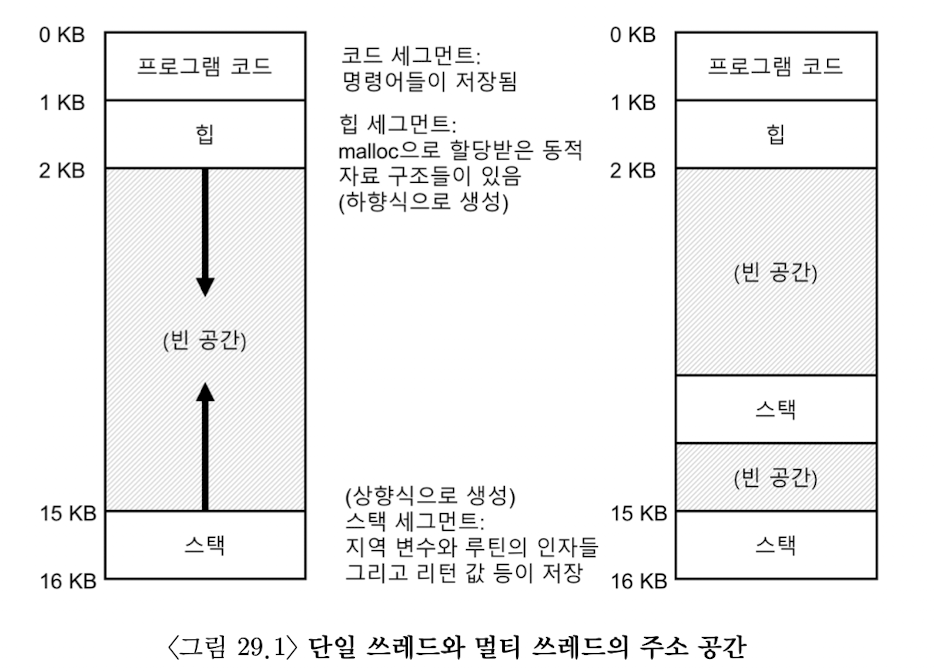 0 KB
프로그램 코드
1 KB
힙
2 KB
(빈 공간)
15 KB
스택
16 KB
코드 세그먼트:
명령어들이 저장됨
힙 세그먼트:
malloc으로 할당받은 동적
자료 구조들이 있음
(하향식으로 생성)
(상향식으로 생성)
스택 세그먼트:
지역 변수와 루틴의 인자들
그리고 리턴 값 등이 저장
0 KB
프로그램 코드
1 KB
힙
2 KB
(빈 공간)
스택
(빈 공간)
15 KB
스택
16 KB
〈그림 29.1〉 단일 쓰레드와 멀티 쓰레드의 주소 공간